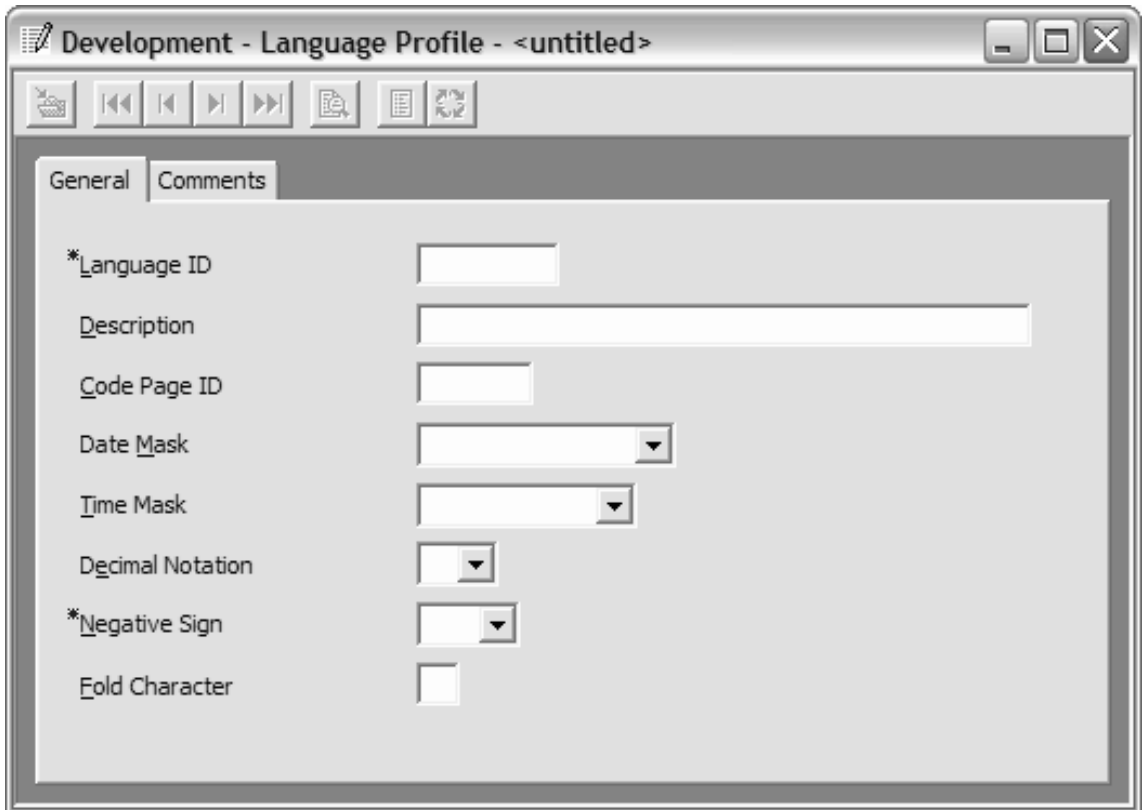 Development - Language Profile - <untitled>
General Comments
*Language ID
Description
Code Page ID
Date Mask
Time Mask
Decimal Notation
*Negative Sign
Fold Character